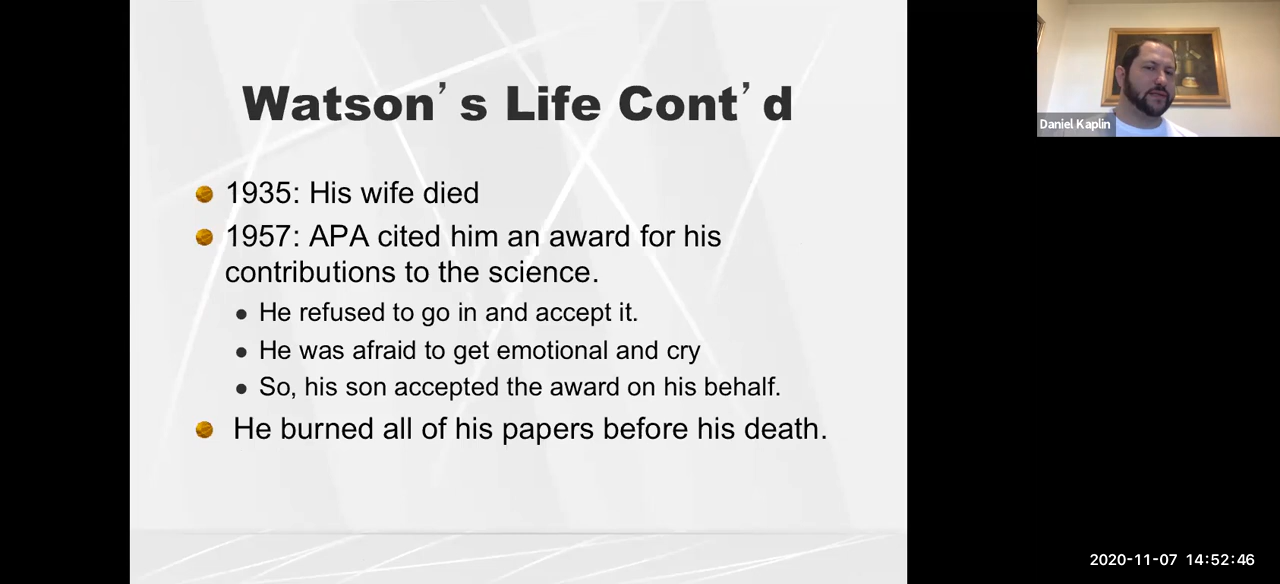 Watson's Life Cont'd
1935: His wife died
1957: APA cited him an award for his
contributions to the science.
He refused to go in and accept it.
He was afraid to get emotional and cry
So, his son accepted the award on his behalf.
He burned all of his papers before his death.
Daniel Kaplin
2020-11-07 14:52:46